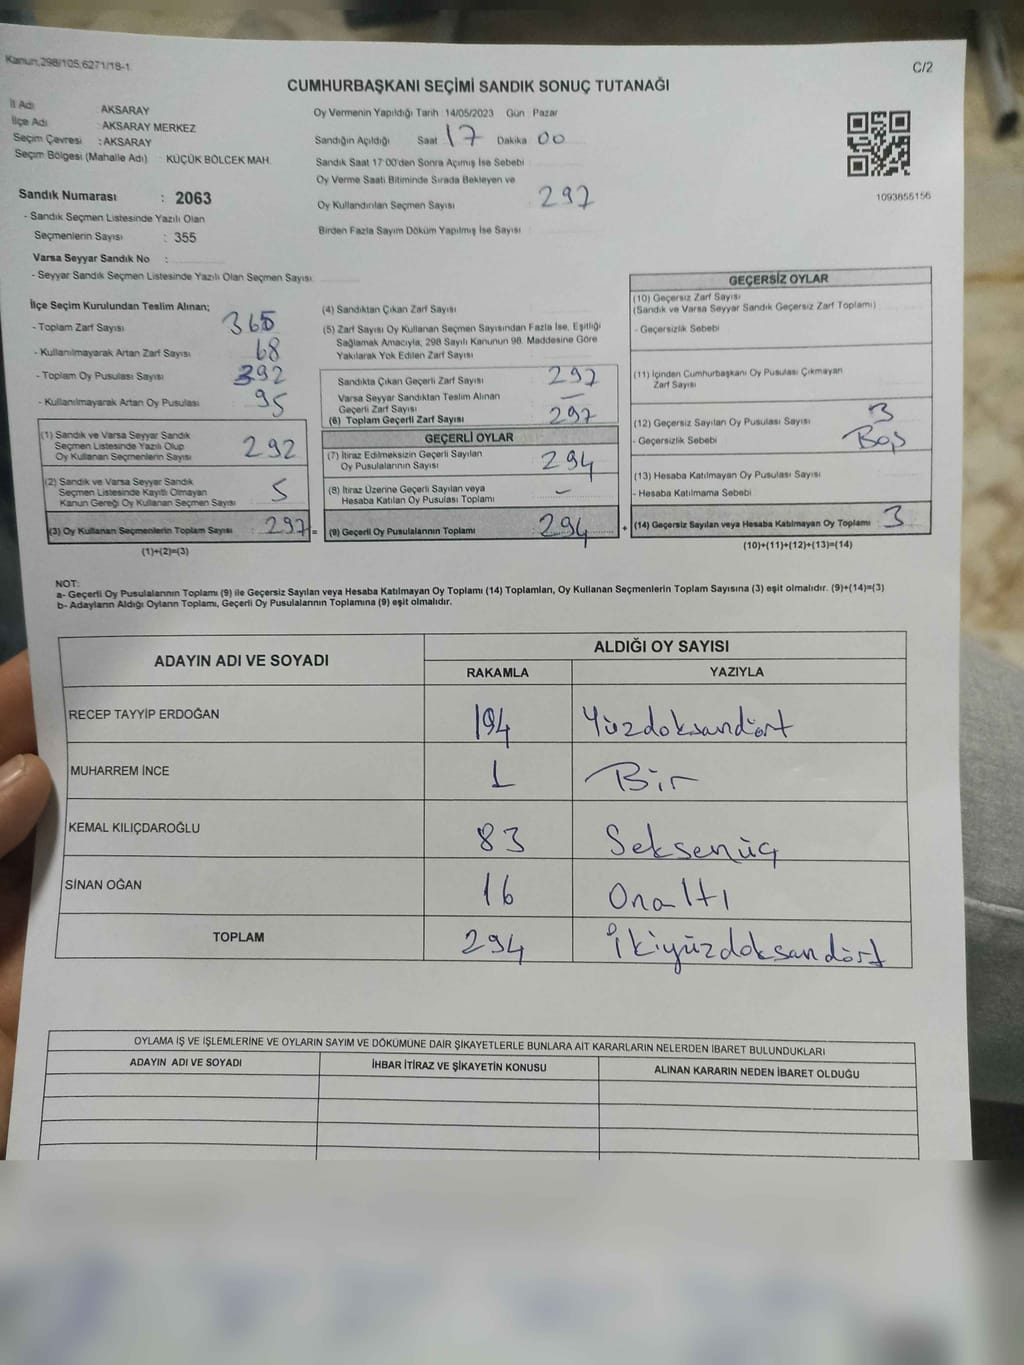 Kanun.298/105.6271/18-1
C/2
CUMHURBAŞKANI SEÇİMİ SANDIK SONUÇ TUTANAĞI
İl Adı AKSARAY
İlçe Adı : AKSARAY MERKEZ
Seçim Çevresi : AKSARAY
Seçim Bölgesi (Mahalle Adı) : KÜÇÜK BÖLCEK MAH.
Sandık Numarası : 2063
- Sandık Seçmen Listesinde Yazılı Olan
Seçmenlerin Sayısı : 355
Varsa Seyyar Sandık No :
- Seyyar Sandık Seçmen Listesinde Yazılı Olan Seçmen Sayısı
Oy Vermenin Yapıldığı Tarih 14/05/2023 Gün Pazar
Sandığın Açıldığı Saat 17 Dakika 00
Sandık Saat 17:00'den Sonra Açımış İse Sebebi
Oy Verme Saati Bitiminde Sırada Bekleyen ve
Oy Kullandırılan Seçmen Sayısı 297
Birden Fazla Sayım Döküm Yapılmış İse Sayısı
1093855156
İlçe Seçim Kurulundan Teslim Alınan;
- Toplam Zarf Sayısı 365
- Kullanılmayarak Artan Zarf Sayısı 68
- Toplam Oy Pusulası Sayısı 392
- Kullanılmayarak Artan Oy Pusulası 95
(1) Sandık ve Varsa Seyyar Sandık
Seçmen Listesinde Yazılı Olup
Oy Kullanan Seçmenlerin Sayısı 292
(2) Sandık ve Varsa Seyyar Sandık
Seçmen Listesinde Kayıtlı Olmayan
Kanun Gereği Oy Kullanan Seçmen Sayısı 5
(3) Oy Kullanan Seçmenlerin Toplam Sayısı : 297 =
(1)+(2)=(3)
(4) Sandıktan Çıkan Zarf Sayısı
(5) Zarf Sayısı Oy Kullanan Seçmen Sayısından Fazla İse, Eşitliği
Sağlamak Amacıyla, 298 Sayılı Kanunun 98. Maddesine Göre
Yakılarak Yok Edilen Zarf Sayısı
Sandıkta Çıkan Geçerli Zarf Sayısı 297
Varsa Seyyar Sandıktan Teslim Alınan
Geçerli Zarf Sayısı -
(6) Toplam Geçerli Zarf Sayısı 297
GEÇERLİ OYLAR
(7) İtiraz Edilmeksizin Geçerli Sayılan
Oy Pusulalarının Sayısı 294
(8) İtiraz Üzerine Geçerli Sayılan veya
Hesaba Katılan Oy Pusulası Toplamı -
(9) Geçerli Oy Pusulalarının Toplamı 294 +
GEÇERSİZ OYLAR
(10) Geçersiz Zarf Sayısı
(Sandık ve Varsa Seyyar Sandık Geçersiz Zarf Toplamı)
- Geçersizlik Sebebi
(11) İçinden Cumhurbaşkanı Oy Pusulası Çıkmayan
Zarf Sayısı
(12) Geçersiz Sayılan Oy Pusulası Sayısı 3
- Geçersizlik Sebebi Boş
(13) Hesaba Katılmayan Oy Pusulası Sayısı
- Hesaba Katılmama Sebebi
(14) Geçersiz Sayılan veya Hesaba Katılmayan Oy Toplamı 3
(10)+(11)+(12)+(13)=(14)
NOT:
a- Geçerli Oy Pusulalarının Toplamı (9) ile Geçersiz Sayılan veya Hesaba Katılmayan Oy Toplamı (14) Toplamları, Oy Kullanan Seçmenlerin Toplam Sayısına (3) eşit olmalıdır. (9)+(14)=(3)
b- Adayların Aldığı Oyların Toplamı, Geçerli Oy Pusulalarının Toplamına (9) eşit olmalıdır.
ADAYIN ADI VE SOYADI
ALDIĞI OY SAYISI
RAKAMLA YAZIYLA
RECEP TAYYİP ERDOĞAN 194 Yüzdoksandört
MUHARREM İNCE 1 Bir
KEMAL KILIÇDAROĞLU 83 Seksenüç
SİNAN OĞAN 16 Onaltı
TOPLAM 294 İkiyüzdoksandört
OYLAMA İŞ VE İŞLEMLERİNE VE OYLARIN SAYIM VE DÖKÜMÜNE DAİR ŞİKAYETLERLE BUNLARA AİT KARARLARIN NELERDEN İBARET BULUNDUKLARI
ADAYIN ADI VE SOYADI İHBAR İTİRAZ VE ŞİKAYETİN KONUSU ALINAN KARARIN NEDEN İBARET OLDUĞU